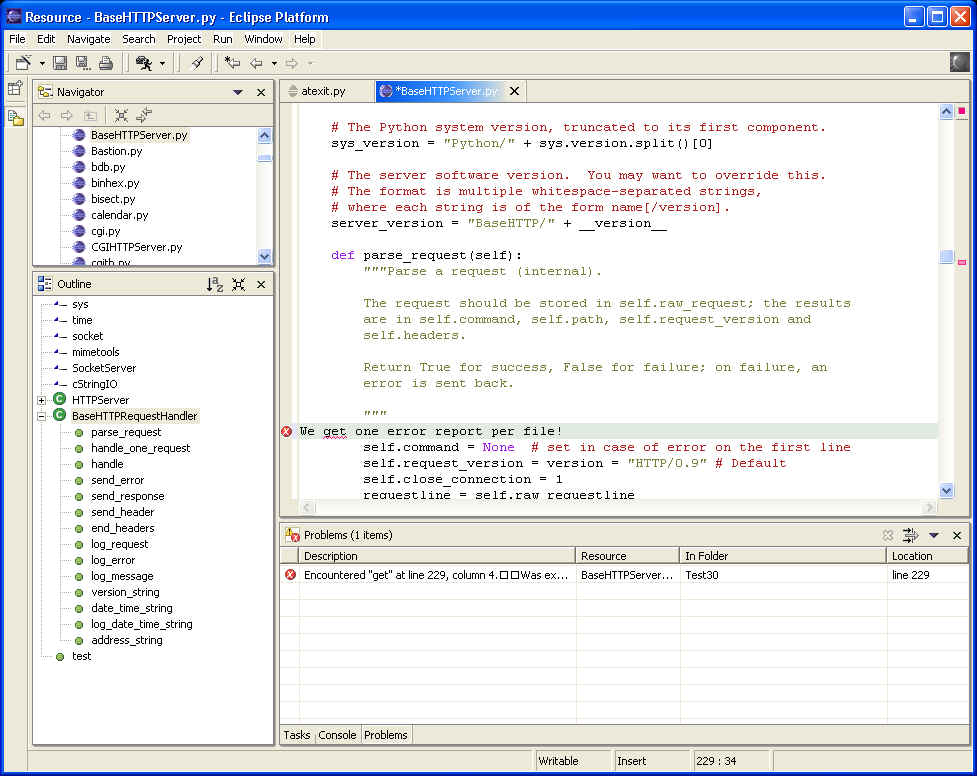 Resource - BaseHTTPServer.py - Eclipse Platform
File Edit Navigate Search Project Run Window Help
Navigator
BaseHTTPServer.py
Bastion.py
bdb.py
binhex.py
bisect.py
calendar.py
cgi.py
CGIHTTPServer.py
cgitb.py
Outline
sys
time
socket
mimetools
SocketServer
cStringIO
HTTPServer
BaseHTTPRequestHandler
parse_request
handle_one_request
handle
send_error
send_response
send_header
end_headers
log_request
log_error
log_message
version_string
date_time_string
log_date_time_string
address_string
test
atexit.py *BaseHTTPServer.py
# The Python system version, truncated to its first component.
sys_version = "Python/" + sys.version.split()[0]
# The server software version.  You may want to override this.
# The format is multiple whitespace-separated strings,
# where each string is of the form name[/version].
server_version = "BaseHTTP/" + __version__
def parse_request(self):
"""Parse a request (internal).
The request should be stored in self.raw_request; the results
are in self.command, self.path, self.request_version and
self.headers.
Return True for success, False for failure; on failure, an
error is sent back.
"""
We get one error report per file!
self.command = None  # set in case of error on the first line
self.request_version = version = "HTTP/0.9" # Default
self.close_connection = 1
requestline = self.raw_requestline
Problems (1 items)
Description Resource In Folder Location
Encountered "get" at line 229, column 4.□□Was ex... BaseHTTPServer... Test30 line 229
Tasks Console Problems
Writable Insert 229 : 34